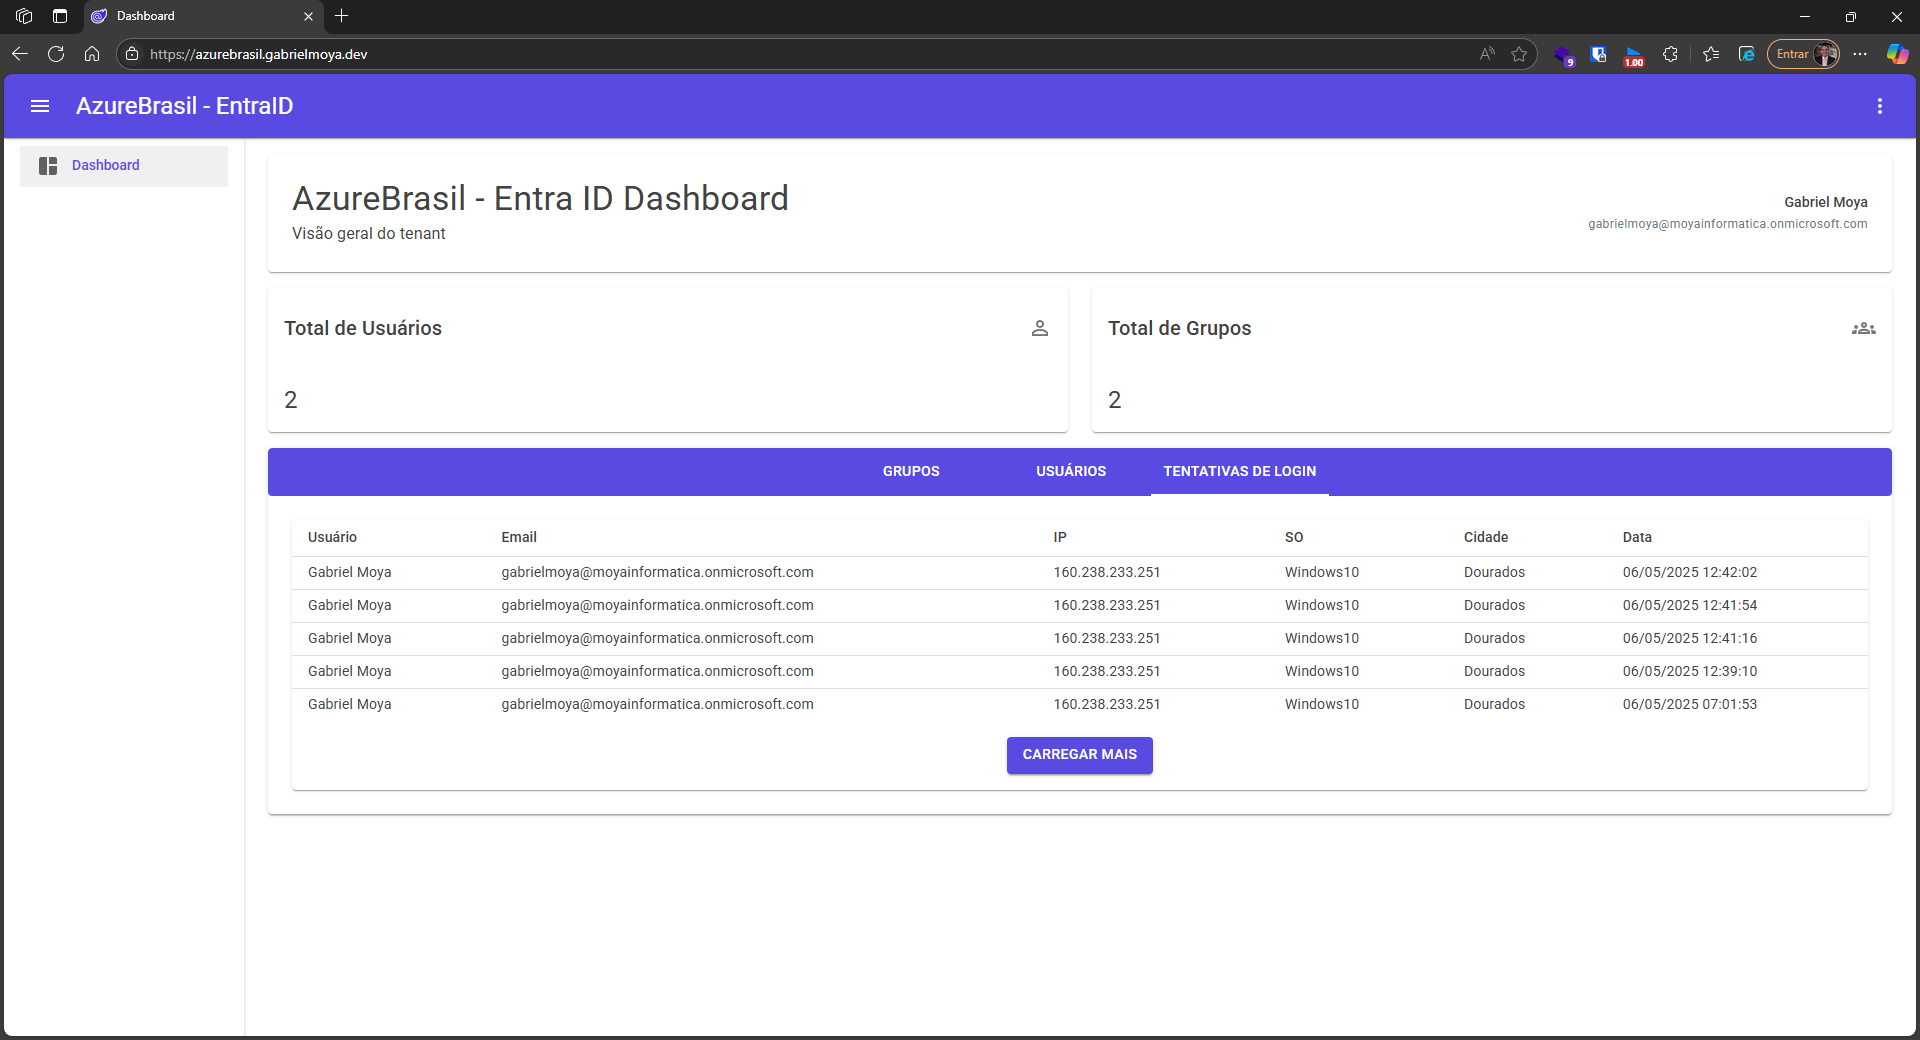 Dashboard
https://azurebrasil.gabrielmoya.dev
9
1.00
Entrar
AzureBrasil - EntraID
Dashboard
AzureBrasil - Entra ID Dashboard
Visão geral do tenant
Gabriel Moya
gabrielmoya@moyainformatica.onmicrosoft.com
Total de Usuários
2
Total de Grupos
2
GRUPOS USUÁRIOS TENTATIVAS DE LOGIN
Usuário Email IP SO Cidade Data
Gabriel Moya gabrielmoya@moyainformatica.onmicrosoft.com 160.238.233.251 Windows10 Dourados 06/05/2025 12:42:02
Gabriel Moya gabrielmoya@moyainformatica.onmicrosoft.com 160.238.233.251 Windows10 Dourados 06/05/2025 12:41:54
Gabriel Moya gabrielmoya@moyainformatica.onmicrosoft.com 160.238.233.251 Windows10 Dourados 06/05/2025 12:41:16
Gabriel Moya gabrielmoya@moyainformatica.onmicrosoft.com 160.238.233.251 Windows10 Dourados 06/05/2025 12:39:10
Gabriel Moya gabrielmoya@moyainformatica.onmicrosoft.com 160.238.233.251 Windows10 Dourados 06/05/2025 07:01:53
CARREGAR MAIS